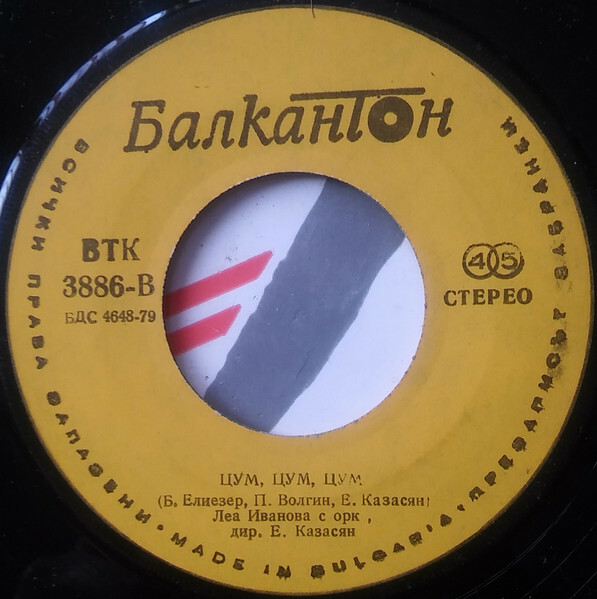 Балкантон
ВТК
3886-В
БДС 4648-79
45
СТЕРЕО
ЦУМ, ЦУМ, ЦУМ
(Б. Елиезер, П. Волгин, Е. Казасян)
Леа Иванова с орк ,
дир. Е. Казасян
ВСИЧКИ ПРАВА ЗАПАЗЕНИ • MADE IN BULGARIA • ПРЕЗАПИСЪТ ЗАБРАНЕН